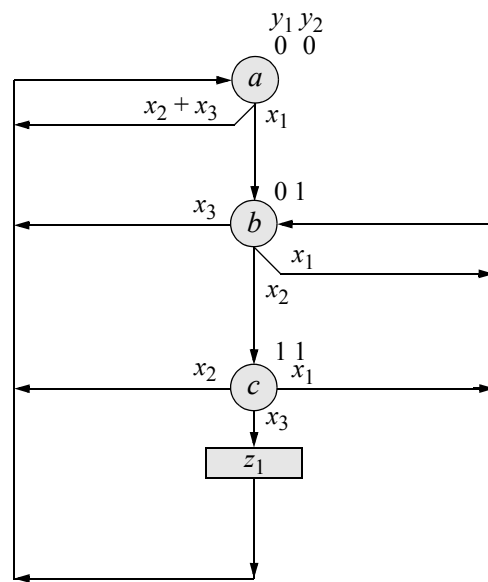 y₁ y₂
0 0
a
x₂ + x₃
x₁
0 1
x₃
b
x₁
x₂
1 1
x₂
c
x₁
x₃
z₁